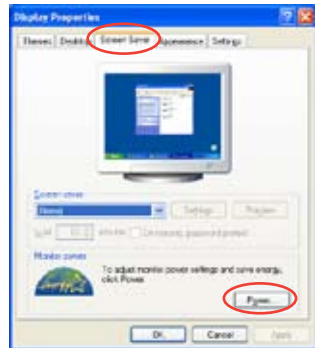 Display Properties
Themes Desktop Screen Saver Appearance Settings
Screen saver
(None) Settings Preview
Wait minutes On resume, password protect
Monitor power
To adjust monitor power settings and save energy,
click Power.
Power...
OK Cancel Apply